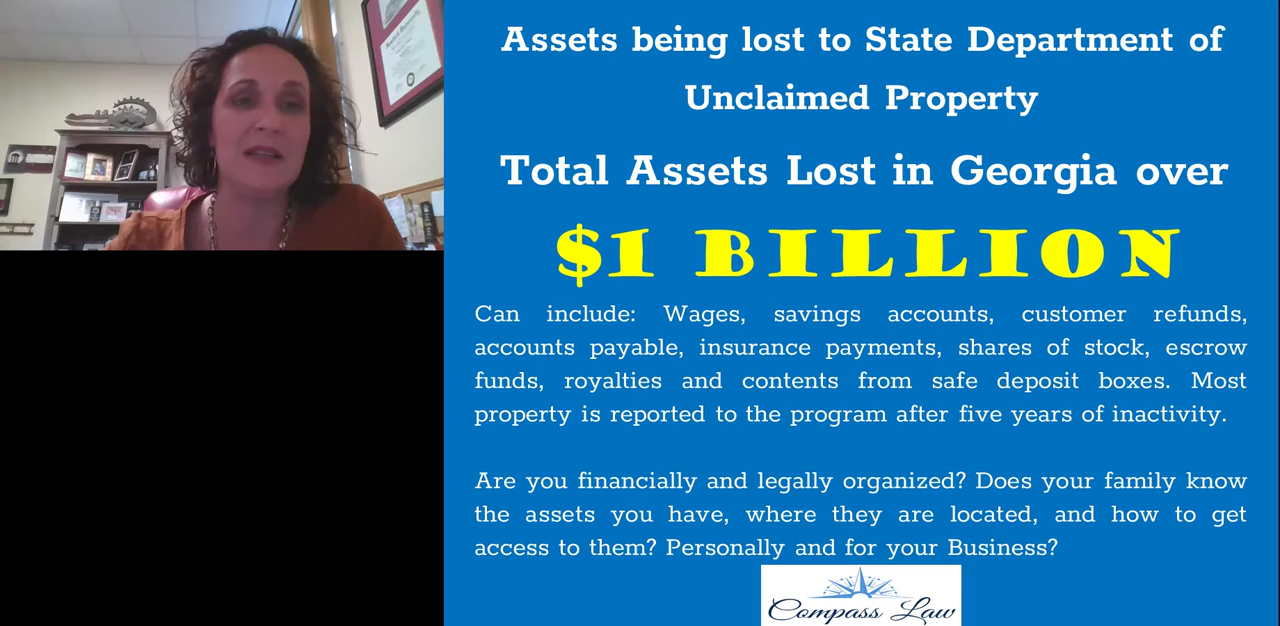 Assets being lost to State Department of
Unclaimed Property
Total Assets Lost in Georgia over
$1 BILLION
Can include: Wages, savings accounts, customer refunds,
accounts payable, insurance payments, shares of stock, escrow
funds, royalties and contents from safe deposit boxes. Most
property is reported to the program after five years of inactivity.
Are you financially and legally organized? Does your family know
the assets you have, where they are located, and how to get
access to them? Personally and for your Business?
Compass Law